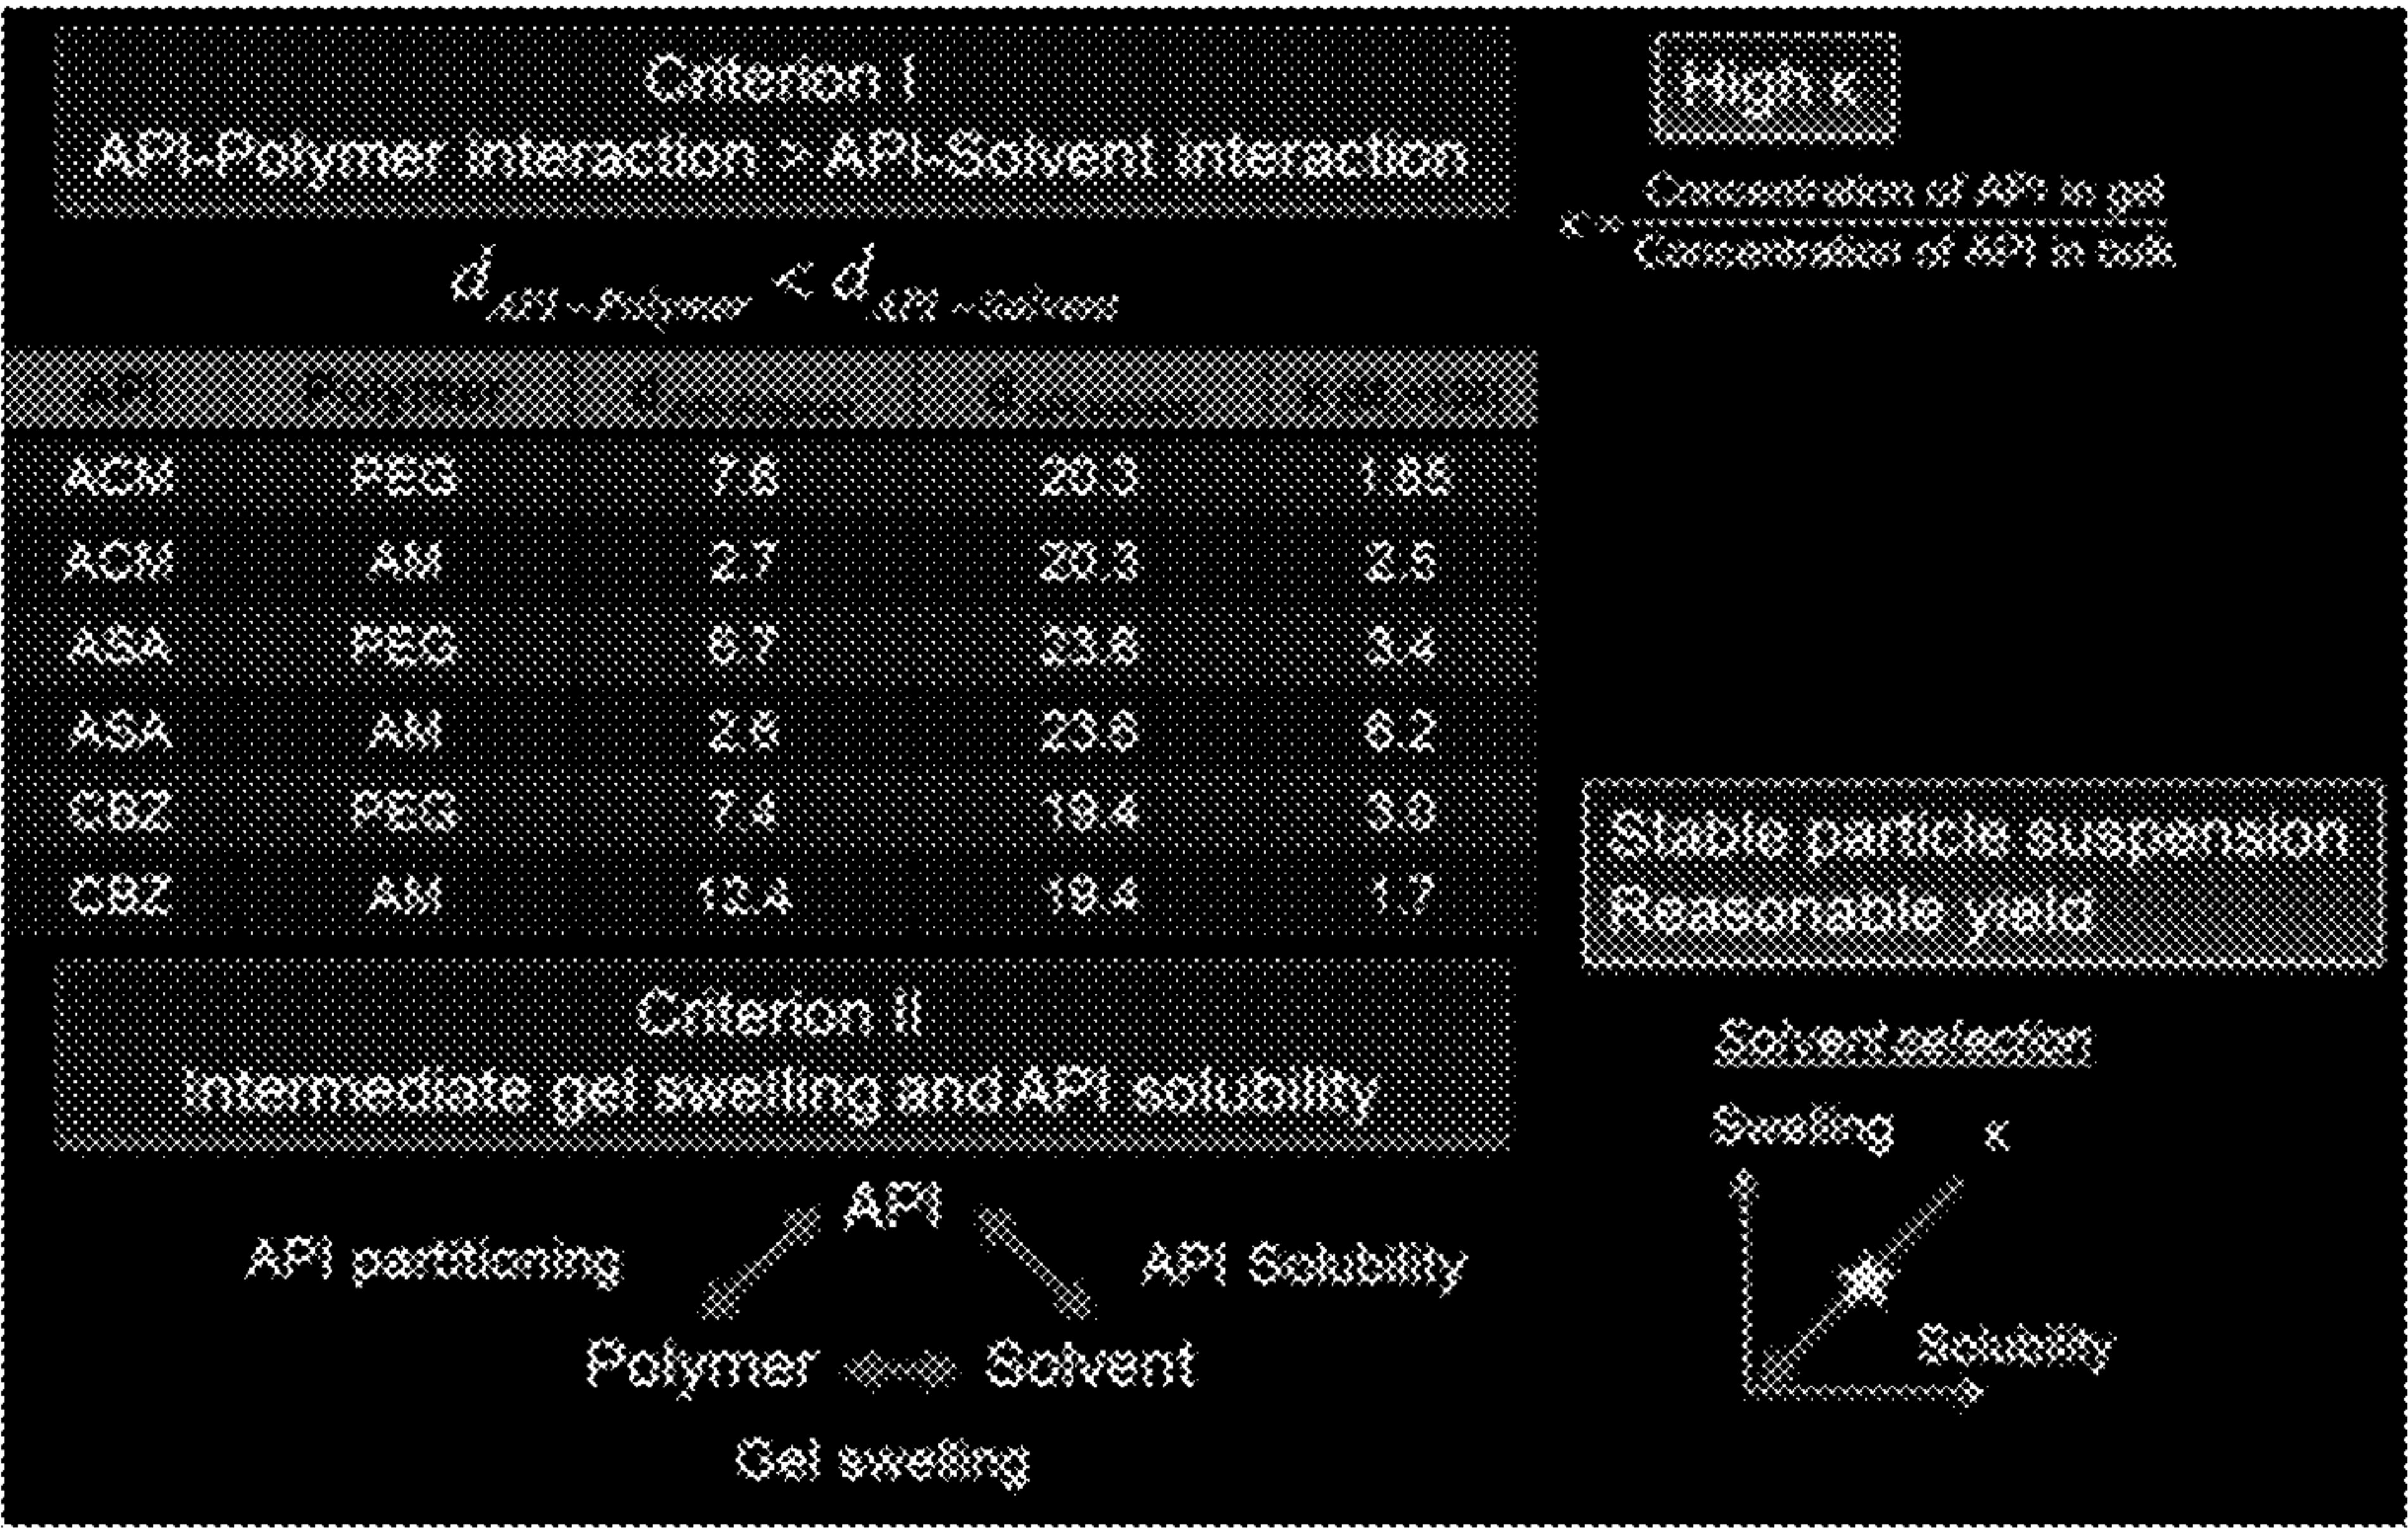 Criterion I
API-Polymer interaction > API-Solvent interaction
d API -Polymer < d API -Solvent
High κ
κ = Concentration of API in gel
Concentration of API in bulk
API Polymer d d
ACM PEG 7.6 20.3 1.85
ACM AM 2.7 20.3 2.5
ASA PEG 6.7 23.6 3.4
ASA AM 2.6 23.6 6.2
CBZ PEG 7.4 19.4 3.0
CBZ AM 13.4 19.4 1.7
Stable particle suspension
Reasonable yield
Criterion II
Intermediate gel swelling and API solubility
API
API partitioning
API Solubility
Polymer
Solvent
Gel swelling
Solvent selection
Swelling
κ
Solubility